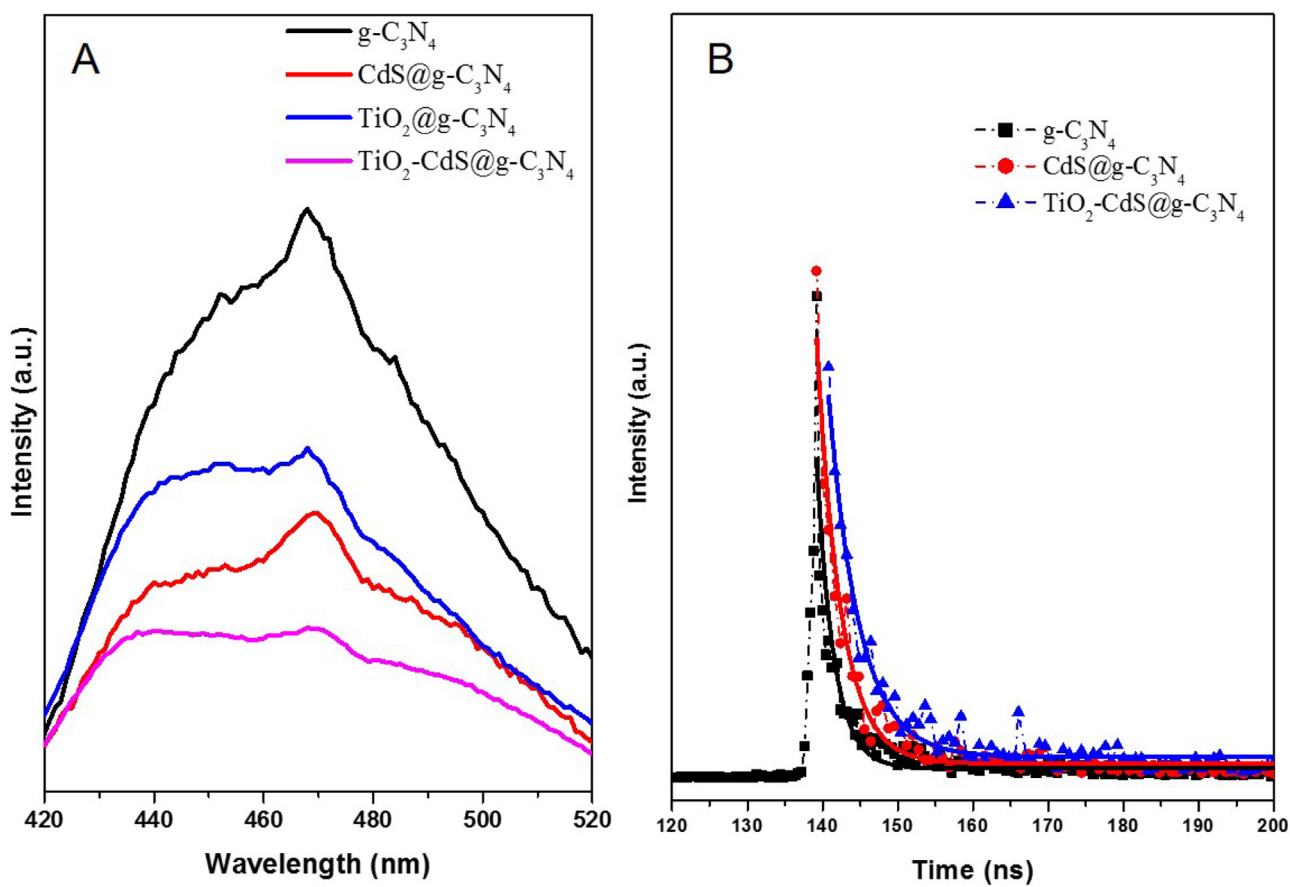 A
g-C₃N₄
CdS@g-C₃N₄
TiO₂@g-C₃N₄
TiO₂-CdS@g-C₃N₄
Intensity (a.u.)
420 440 460 480 500 520
Wavelength (nm)
B
g-C₃N₄
CdS@g-C₃N₄
TiO₂-CdS@g-C₃N₄
Intensity (a.u.)
120 130 140 150 160 170 180 190 200
Time (ns)